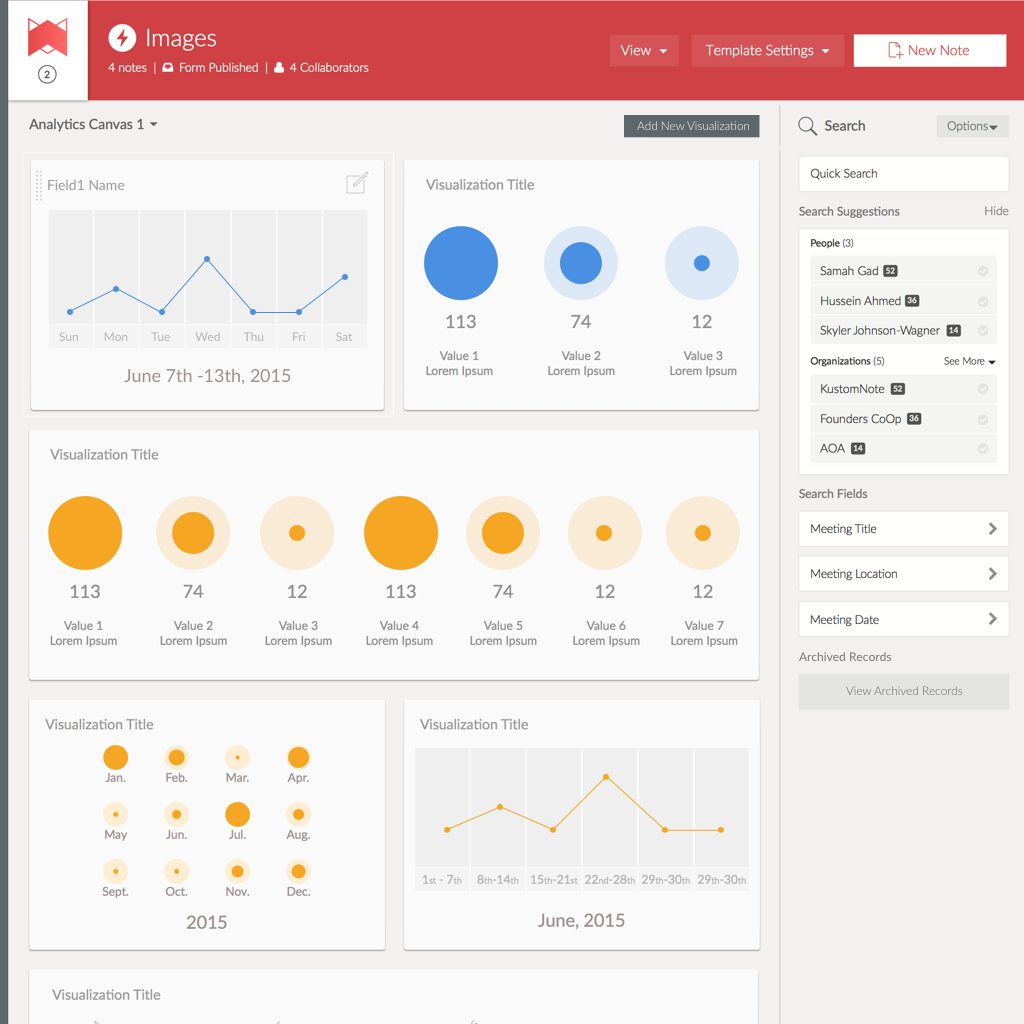 2
Images
4 notes | Form Published | 4 Collaborators
View
Template Settings
New Note
Analytics Canvas 1
Add New Visualization
Field1 Name
Sun Mon Tue Wed Thu Fri Sat
June 7th -13th, 2015
Visualization Title
113 74 12
Value 1 Value 2 Value 3
Lorem Ipsum Lorem Ipsum Lorem Ipsum
Visualization Title
113 74 12 113 74 12 12
Value 1 Value 2 Value 3 Value 4 Value 5 Value 6 Value 7
Lorem Ipsum Lorem Ipsum Lorem Ipsum Lorem Ipsum Lorem Ipsum Lorem Ipsum Lorem Ipsum
Visualization Title
Jan. Feb. Mar. Apr.
May Jun. Jul. Aug.
Sept. Oct. Nov. Dec.
2015
Visualization Title
1st - 7th 8th-14th 15th-21st 22nd-28th 29th-30th 29th-30th
June, 2015
Visualization Title
Search
Options
Quick Search
Search Suggestions Hide
People (3)
Samah Gad 52
Hussein Ahmed 36
Skyler Johnson-Wagner 14
Organizations (5) See More
KustomNote 52
Founders CoOp 36
AOA 14
Search Fields
Meeting Title
Meeting Location
Meeting Date
Archived Records
View Archived Records